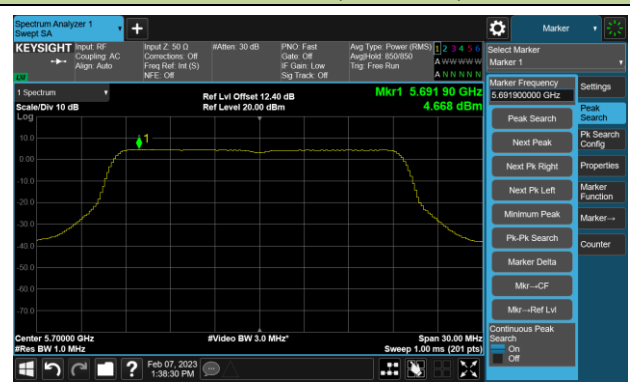 Spectrum Analyzer 1
Swept SA
Marker
KEYSIGHT
Input: RF
Coupling: AC
Align: Auto
Input Z: 50 Ω
Corrections: Off
Freq Ref: Int (S)
NFE: Off
#Atten: 30 dB
PNO: Fast
Gate: Off
IF Gain: Low
Sig Track: Off
Avg Type: Power (RMS)
Avg|Hold: 850/850
Trig: Free Run
1 2 3 4 5 6
A W W W W W
A N N N N N
LXI
Select Marker
Marker 1
1 Spectrum
Scale/Div 10 dB
Log
Ref Lvl Offset 12.40 dB
Ref Level 20.00 dBm
Mkr1 5.691 90 GHz
4.668 dBm
1
10.0
0.00
-10.0
-20.0
-30.0
-40.0
-50.0
-60.0
-70.0
Center 5.70000 GHz
#Res BW 1.0 MHz
#Video BW 3.0 MHz*
Span 30.00 MHz
Sweep 1.00 ms (201 pts)
Marker Frequency
5.691900000 GHz
Peak Search
Next Peak
Next Pk Right
Next Pk Left
Minimum Peak
Pk-Pk Search
Marker Delta
Mkr→CF
Mkr→Ref Lvl
Continuous Peak
Search
On
Off
Settings
Peak
Search
Pk Search
Config
Properties
Marker
Function
Marker→
Counter
?
Feb 07, 2023
1:38:30 PM